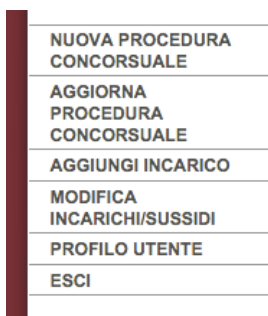 NUOVA PROCEDURA
CONCORSUALE
AGGIORNA
PROCEDURA
CONCORSUALE
AGGIUNGI INCARICO
MODIFICA
INCARICHI/SUSSIDI
PROFILO UTENTE
ESCI